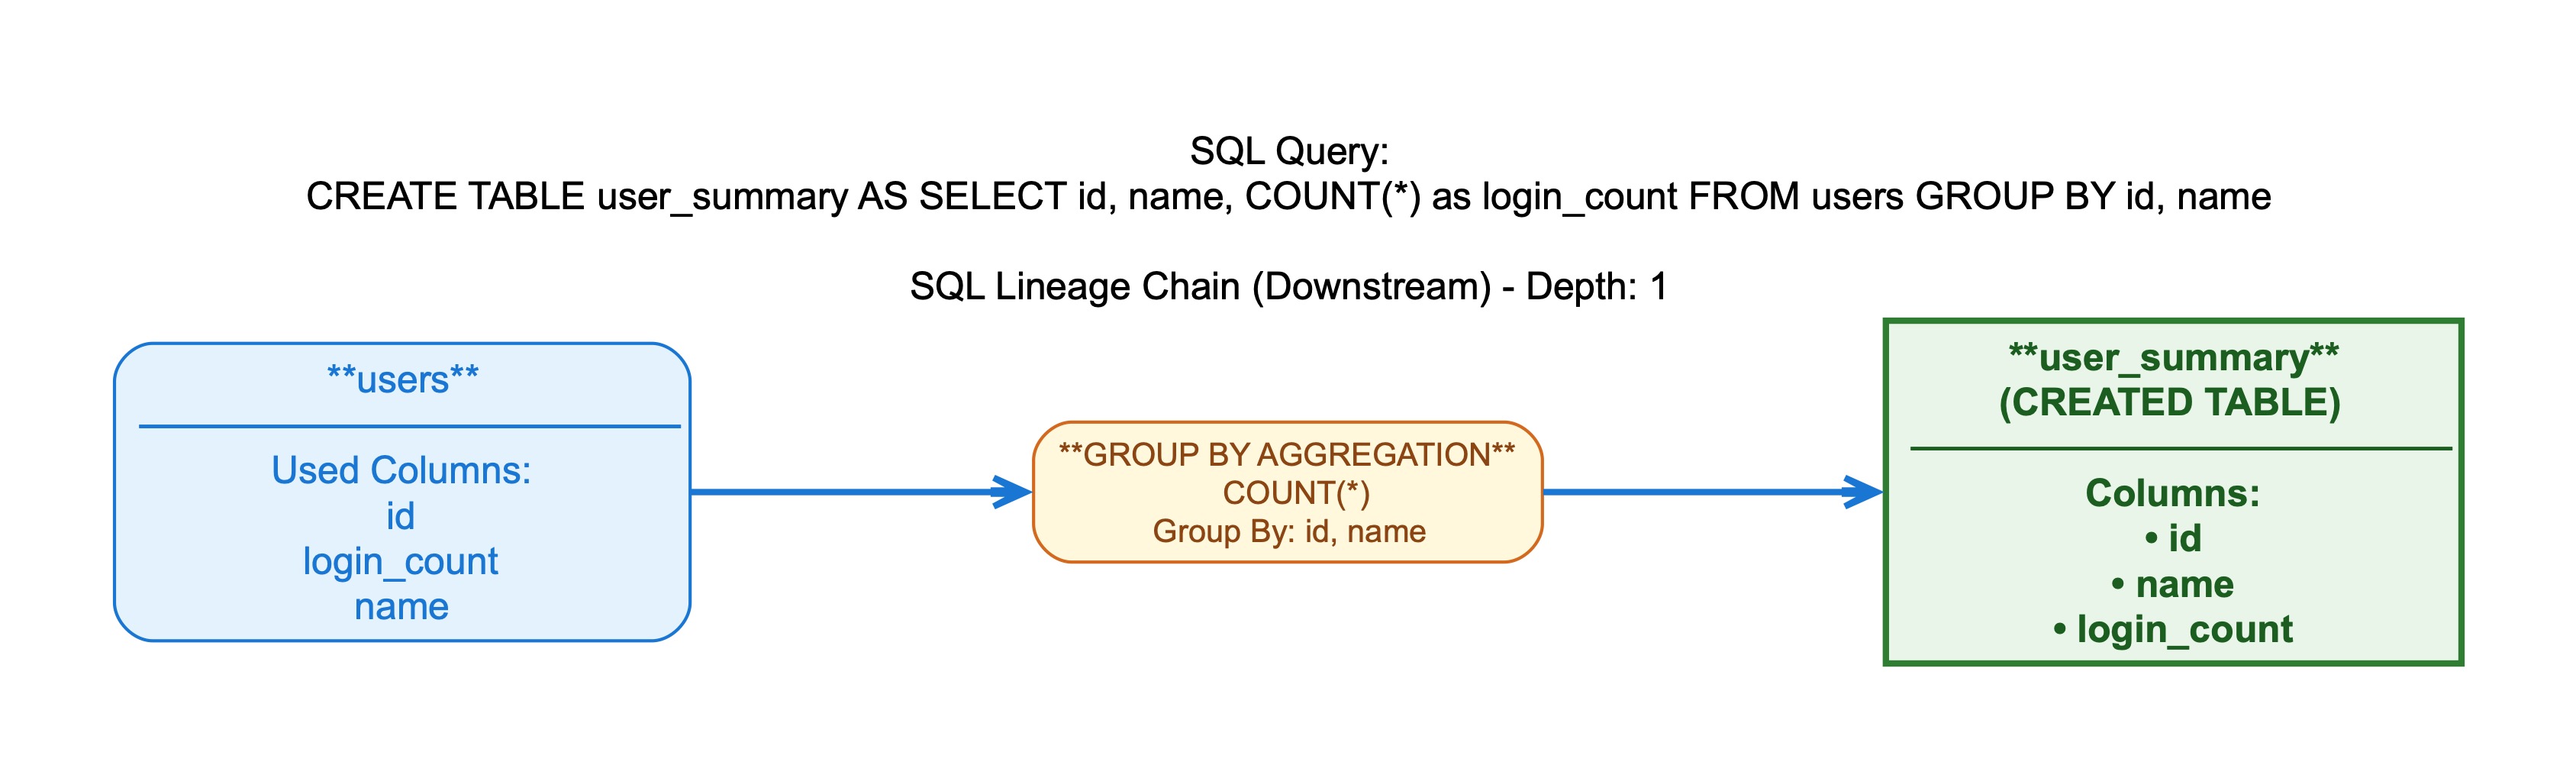 SQL Query:
CREATE TABLE user_summary AS SELECT id, name, COUNT(*) as login_count FROM users GROUP BY id, name
SQL Lineage Chain (Downstream) - Depth: 1
**users**
Used Columns:
id
login_count
name
**GROUP BY AGGREGATION**
COUNT(*)
Group By: id, name
**user_summary**
(CREATED TABLE)
Columns:
• id
• name
• login_count